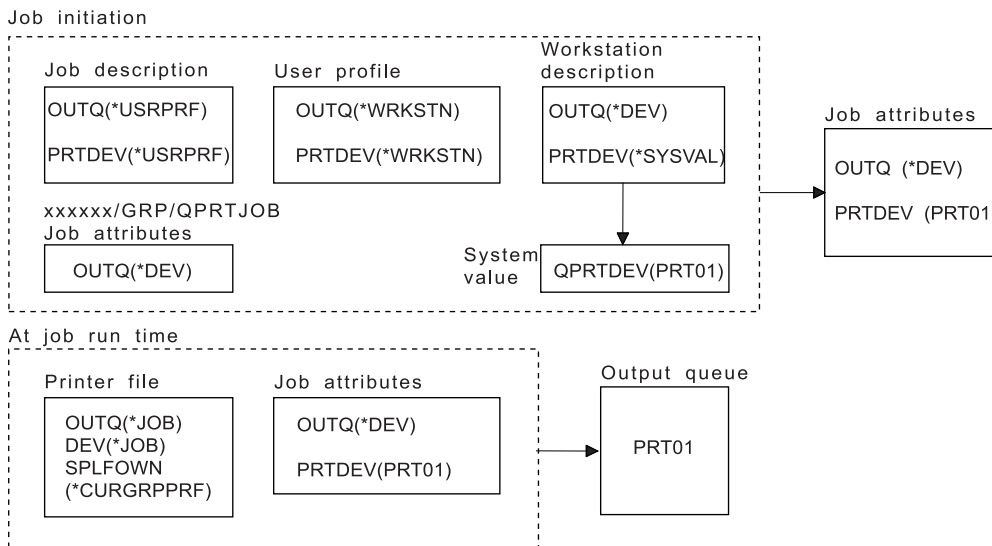 Job initiation
Job description
OUTQ(*USRPRF)
PRTDEV(*USRPRF)
User profile
OUTQ(*WRKSTN)
PRTDEV(*WRKSTN)
Workstation
description
OUTQ(*DEV)
PRTDEV(*SYSVAL)
Job attributes
OUTQ (*DEV)
PRTDEV (PRT01
xxxxxx/GRP/QPRTJOB
Job attributes
OUTQ(*DEV)
System
value
QPRTDEV(PRT01)
At job run time
Printer file
OUTQ(*JOB)
DEV(*JOB)
SPLFOWN
(*CURGRPPRF)
Job attributes
OUTQ(*DEV)
PRTDEV(PRT01)
Output queue
PRT01